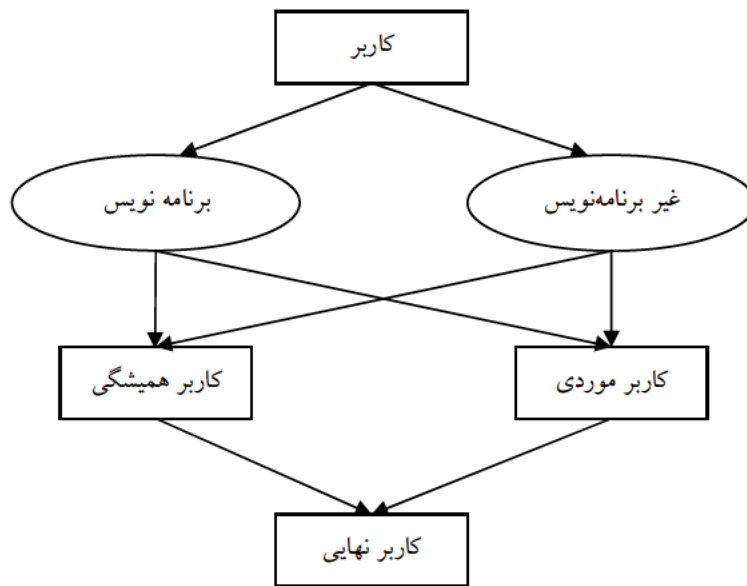 کاربر
غیر برنامه‌نویس
برنامه نویس
کاربر موردی
کاربر همیشگی
کاربر نهایی